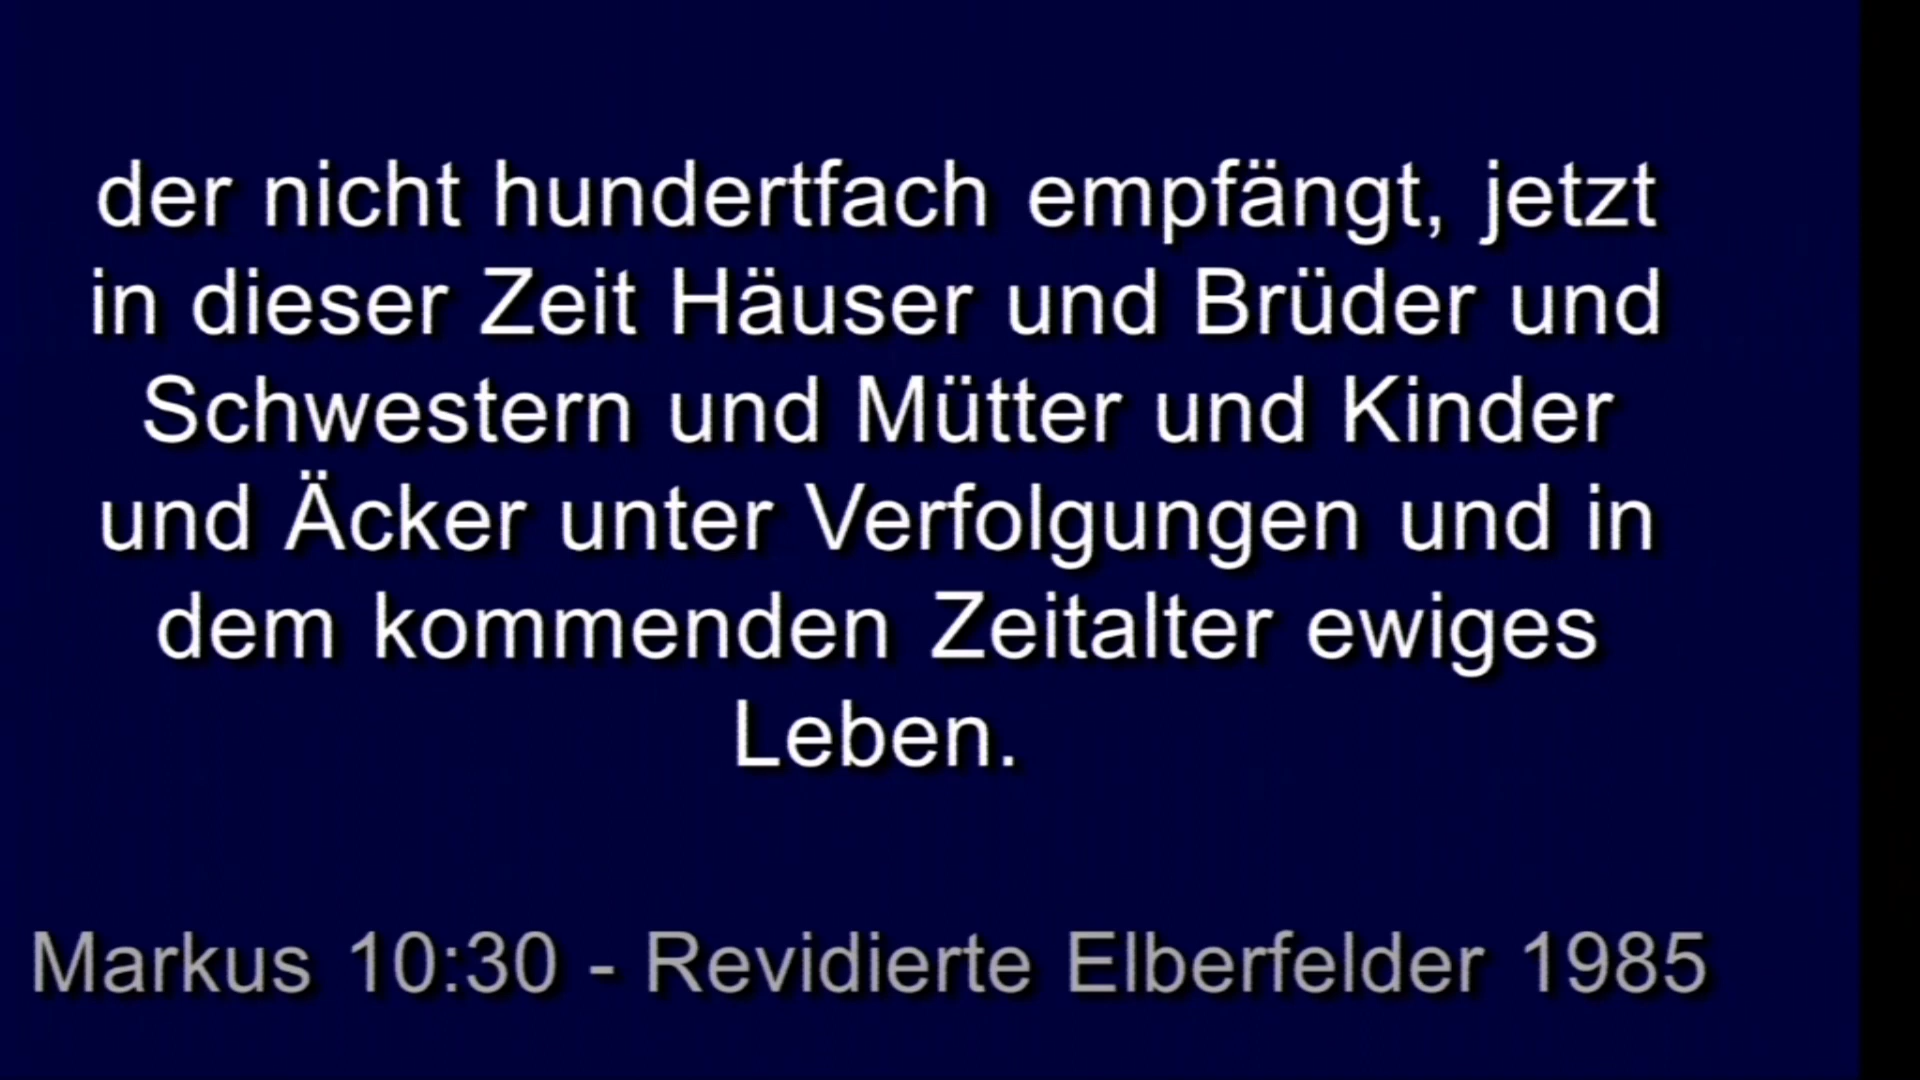 der nicht hundertfach empfängt, jetzt
in dieser Zeit Häuser und Brüder und
Schwestern und Mütter und Kinder
und Äcker unter Verfolgungen und in
dem kommenden Zeitalter ewiges
Leben.
Markus 10:30 - Revidierte Elberfelder 1985